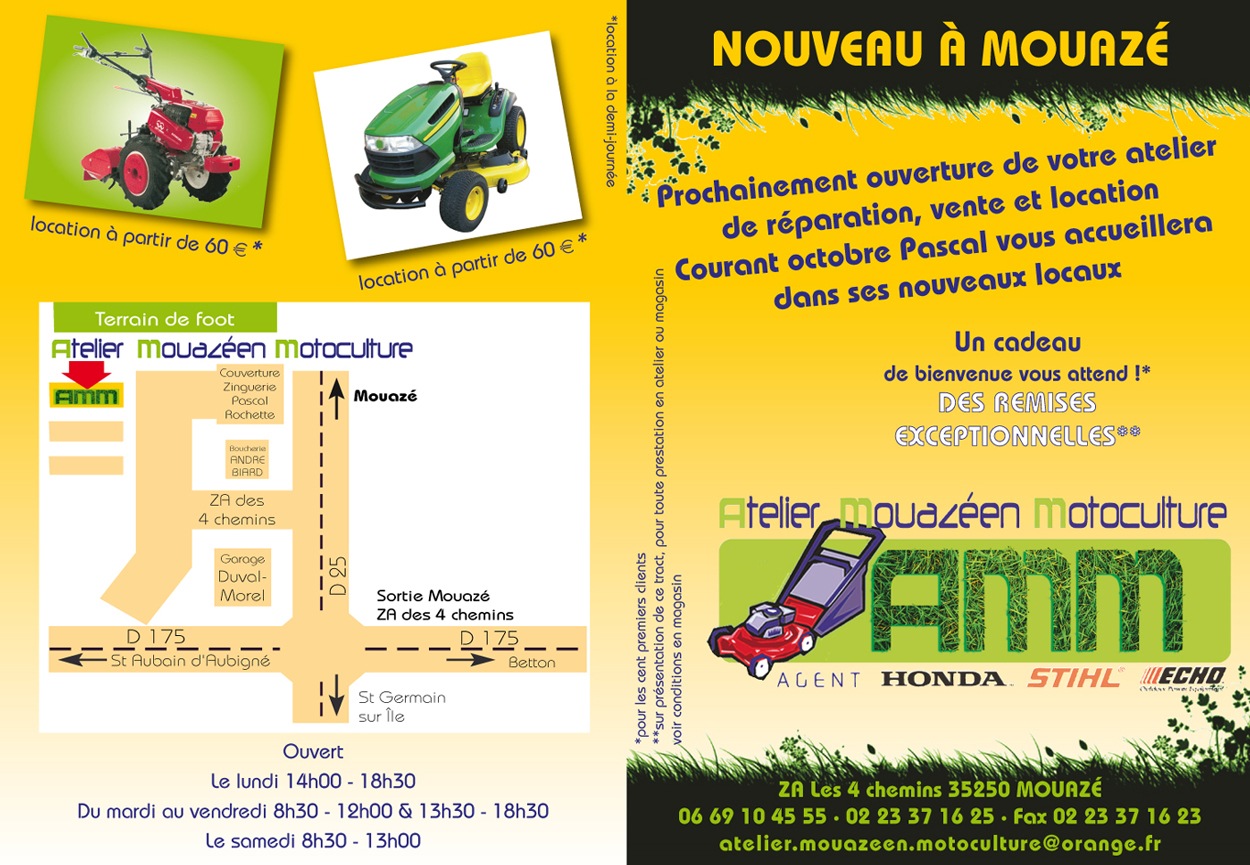 location à partir de 60 € *
location à partir de 60 € *
*location à la demi-journée
Terrain de foot
Atelier Mouazéen Motoculture
AMM
Couverture
Zinguerie
Pascal
Rochette
Mouazé
Boucherie
ANDRE
BIARD
ZA des
4 chemins
Garage
Duval-
Morel
D 25
Sortie Mouazé
ZA des 4 chemins
D 175
D 175
St Aubain d'Aubigné
Betton
St Germain
sur Île
Ouvert
Le lundi 14h00 - 18h30
Du mardi au vendredi 8h30 - 12h00 & 13h30 - 18h30
Le samedi 8h30 - 13h00
NOUVEAU À MOUAZÉ
Prochainement ouverture de votre atelier
de réparation, vente et location
Courant octobre Pascal vous accueillera
dans ses nouveaux locaux
Un cadeau
de bienvenue vous attend !*
DES REMISES
EXCEPTIONNELLES**
*pour les cent premiers clients
**sur présentation de ce tract, pour toute prestation en atelier ou magasin
voir conditions en magasin
Atelier Mouazéen Motoculture
AMM
AGENT HONDA STIHL ECHO
Outdoor Power Equipment
ZA Les 4 chemins 35250 MOUAZÉ
06 69 10 45 55 · 02 23 37 16 25 · Fax 02 23 37 16 23
atelier.mouazeen.motoculture@orange.fr